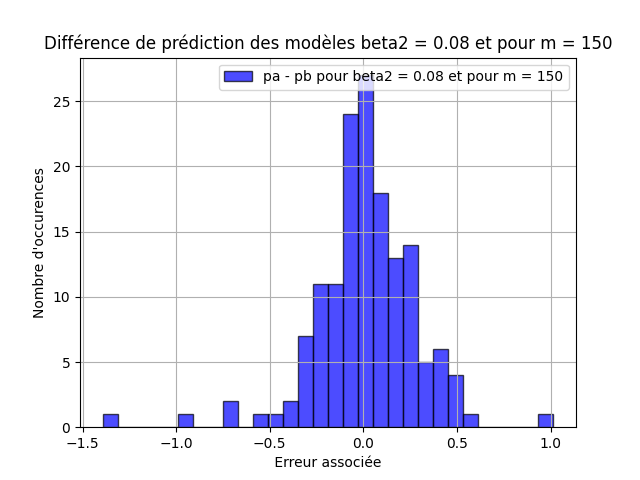 Différence de prédiction des modèles beta2 = 0.08 et pour m = 150
pa - pb pour beta2 = 0.08 et pour m = 150
Nombre d'occurences
25
20
15
10
5
0
−1.5 −1.0 −0.5 0.0 0.5 1.0
Erreur associée